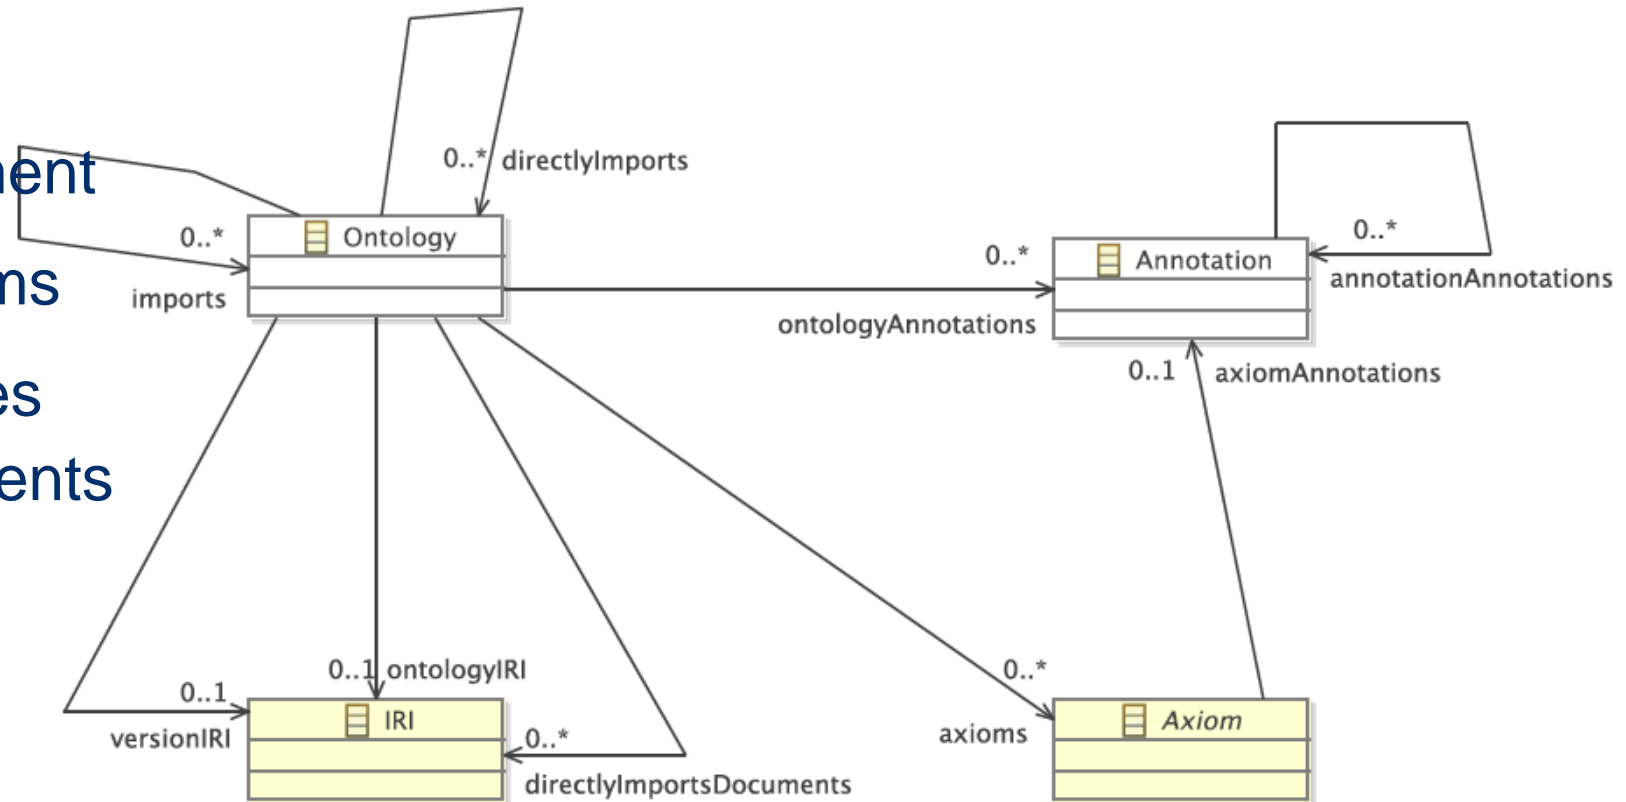 0..* directlyImports
ment
0..*
0..* Ontology
0..* Annotation
annotationAnnotations
ms
imports
ontologyAnnotations
0..1 axiomAnnotations
es
ents
0..1 ontologyIRI
0..*
0..1
versionIRI
IRI
axioms
Axiom
0..*
directlyImportsDocuments